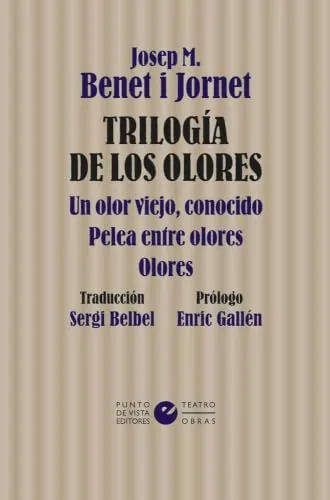 Josep M.
Benet i Jornet
TRILOGÍA
DE LOS OLORES
Un olor viejo, conocido
Pelea entre olores
Olores
Traducción
Sergi Belbel
Prólogo
Enric Gallén
PUNTO
DE VISTA
EDITORES
e
TEATRO
OBRAS